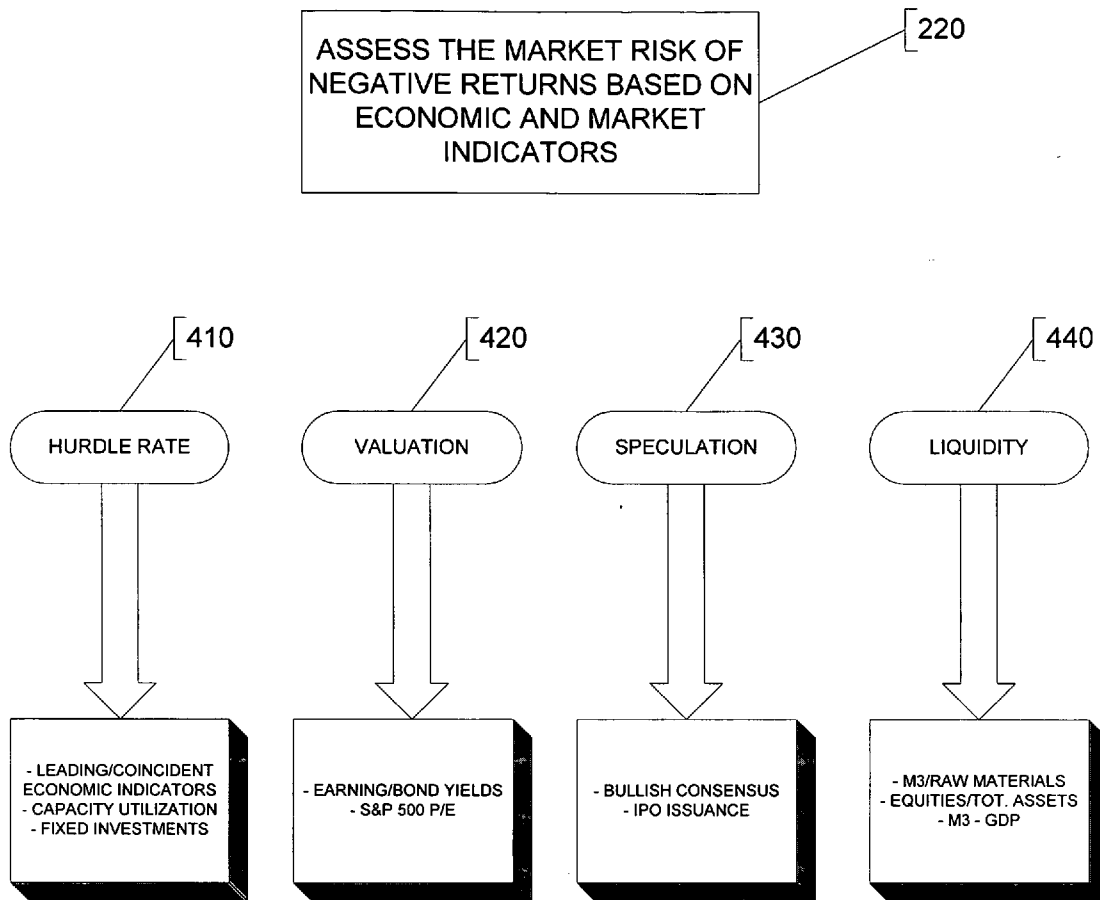 220
ASSESS THE MARKET RISK OF
NEGATIVE RETURNS BASED ON
ECONOMIC AND MARKET
INDICATORS
410
420
430
440
HURDLE RATE
VALUATION
SPECULATION
LIQUIDITY
- LEADING/COINCIDENT
ECONOMIC INDICATORS
- CAPACITY UTILIZATION
- FIXED INVESTMENTS
- EARNING/BOND YIELDS
- S&P 500 P/E
- BULLISH CONSENSUS
- IPO ISSUANCE
- M3/RAW MATERIALS
- EQUITIES/TOT. ASSETS
- M3 - GDP